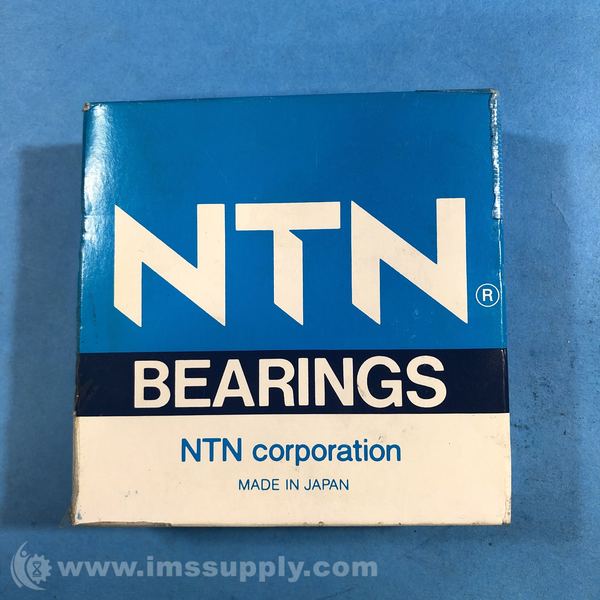 NTN®
BEARINGS
NTN corporation
MADE IN JAPAN
www.imssupply.com